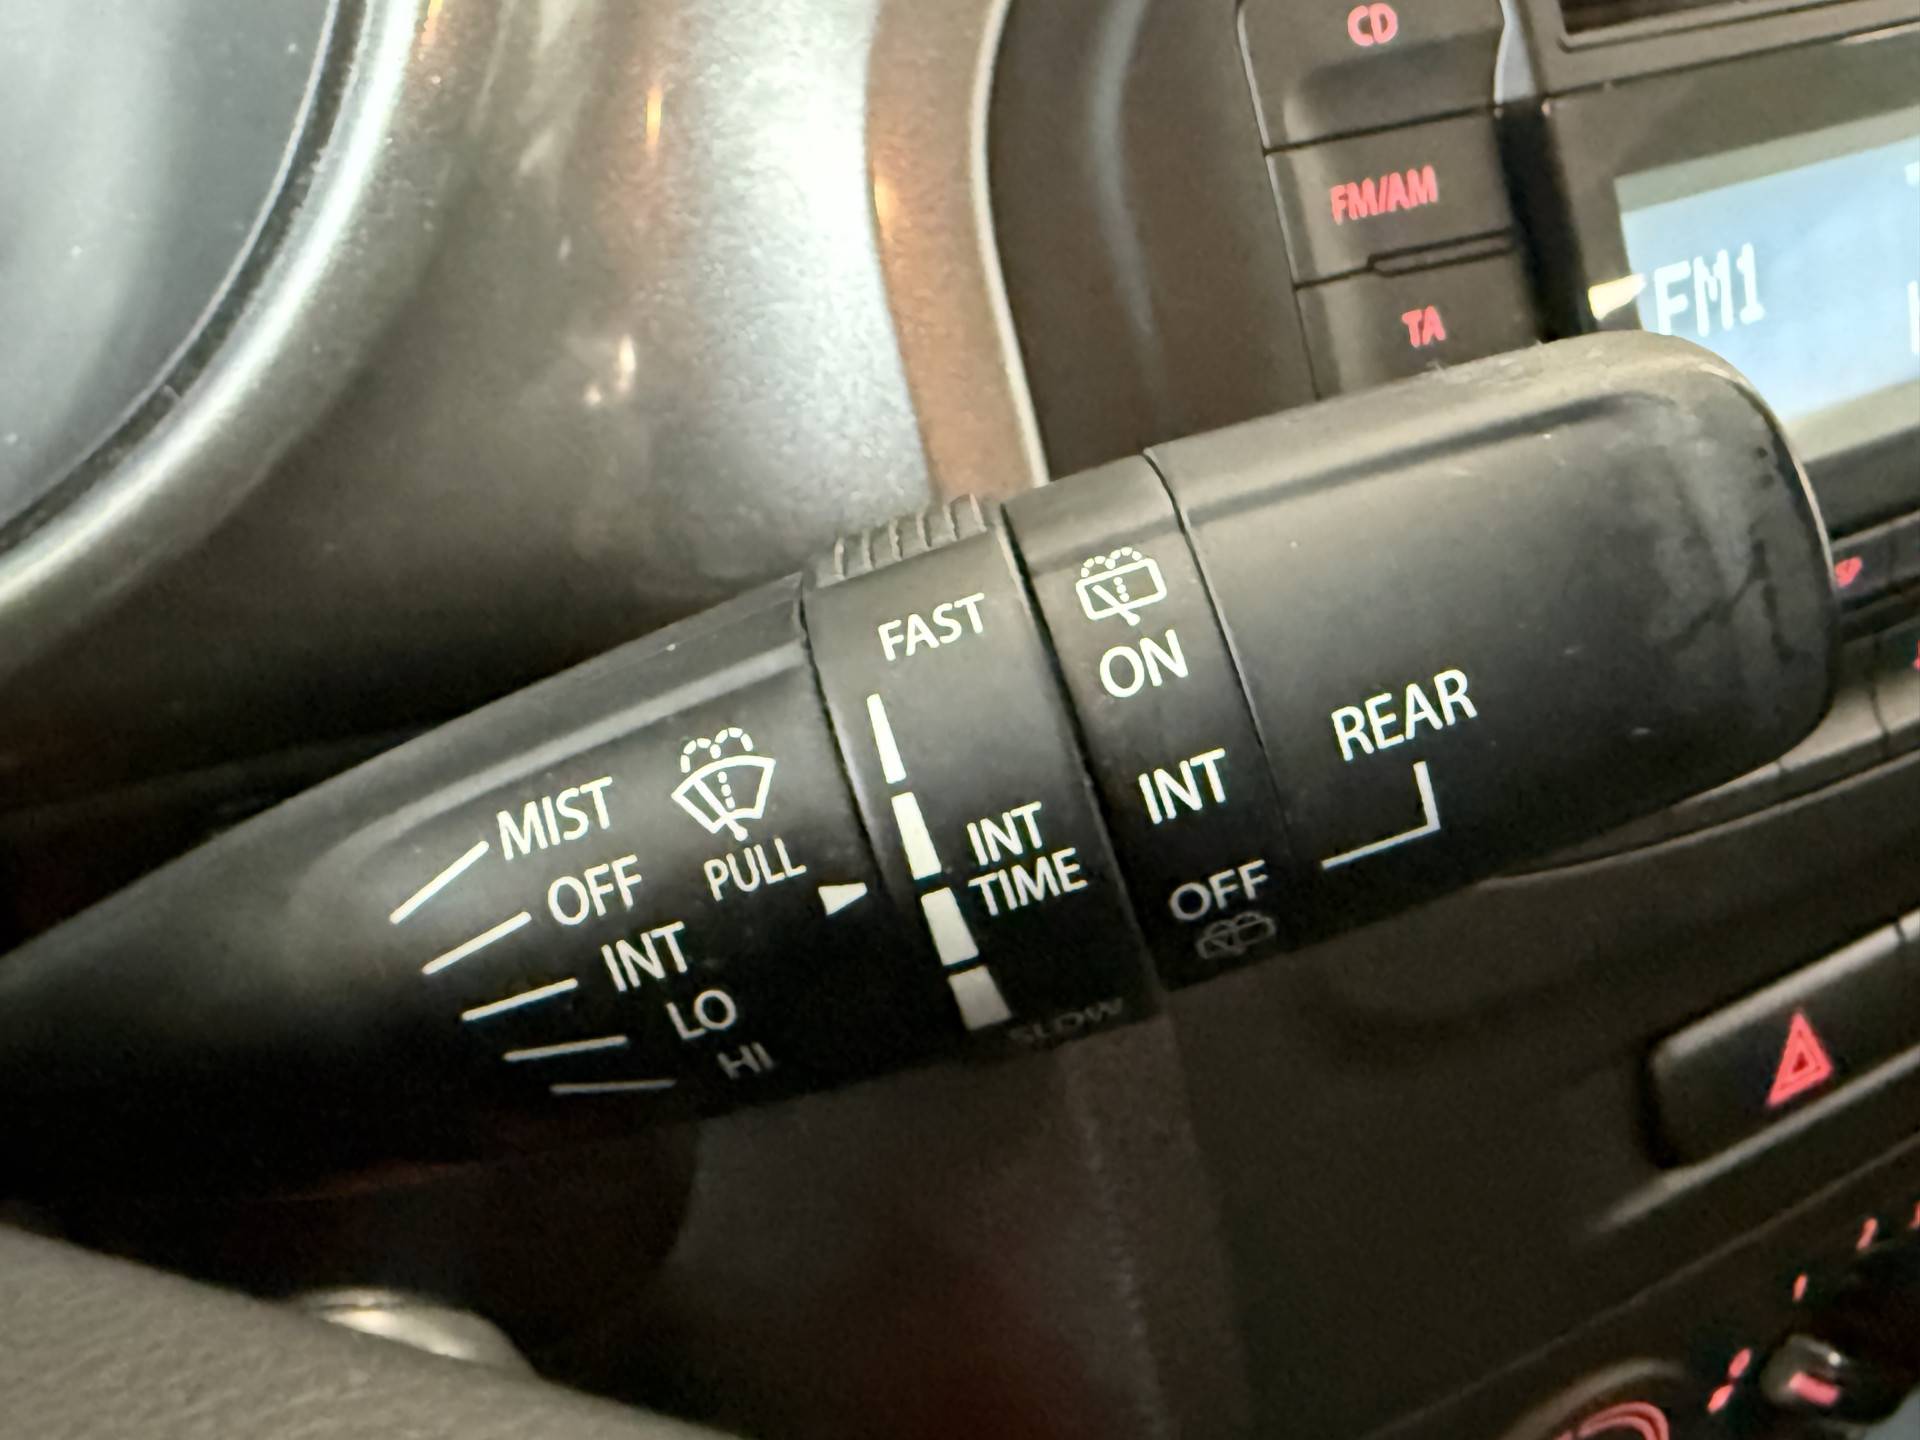 CD
FM/AM
TA
FM1
FAST
ON
REAR
MIST
PULL
INT
INT
TIME
OFF
OFF
INT
LO
SLOW
HI